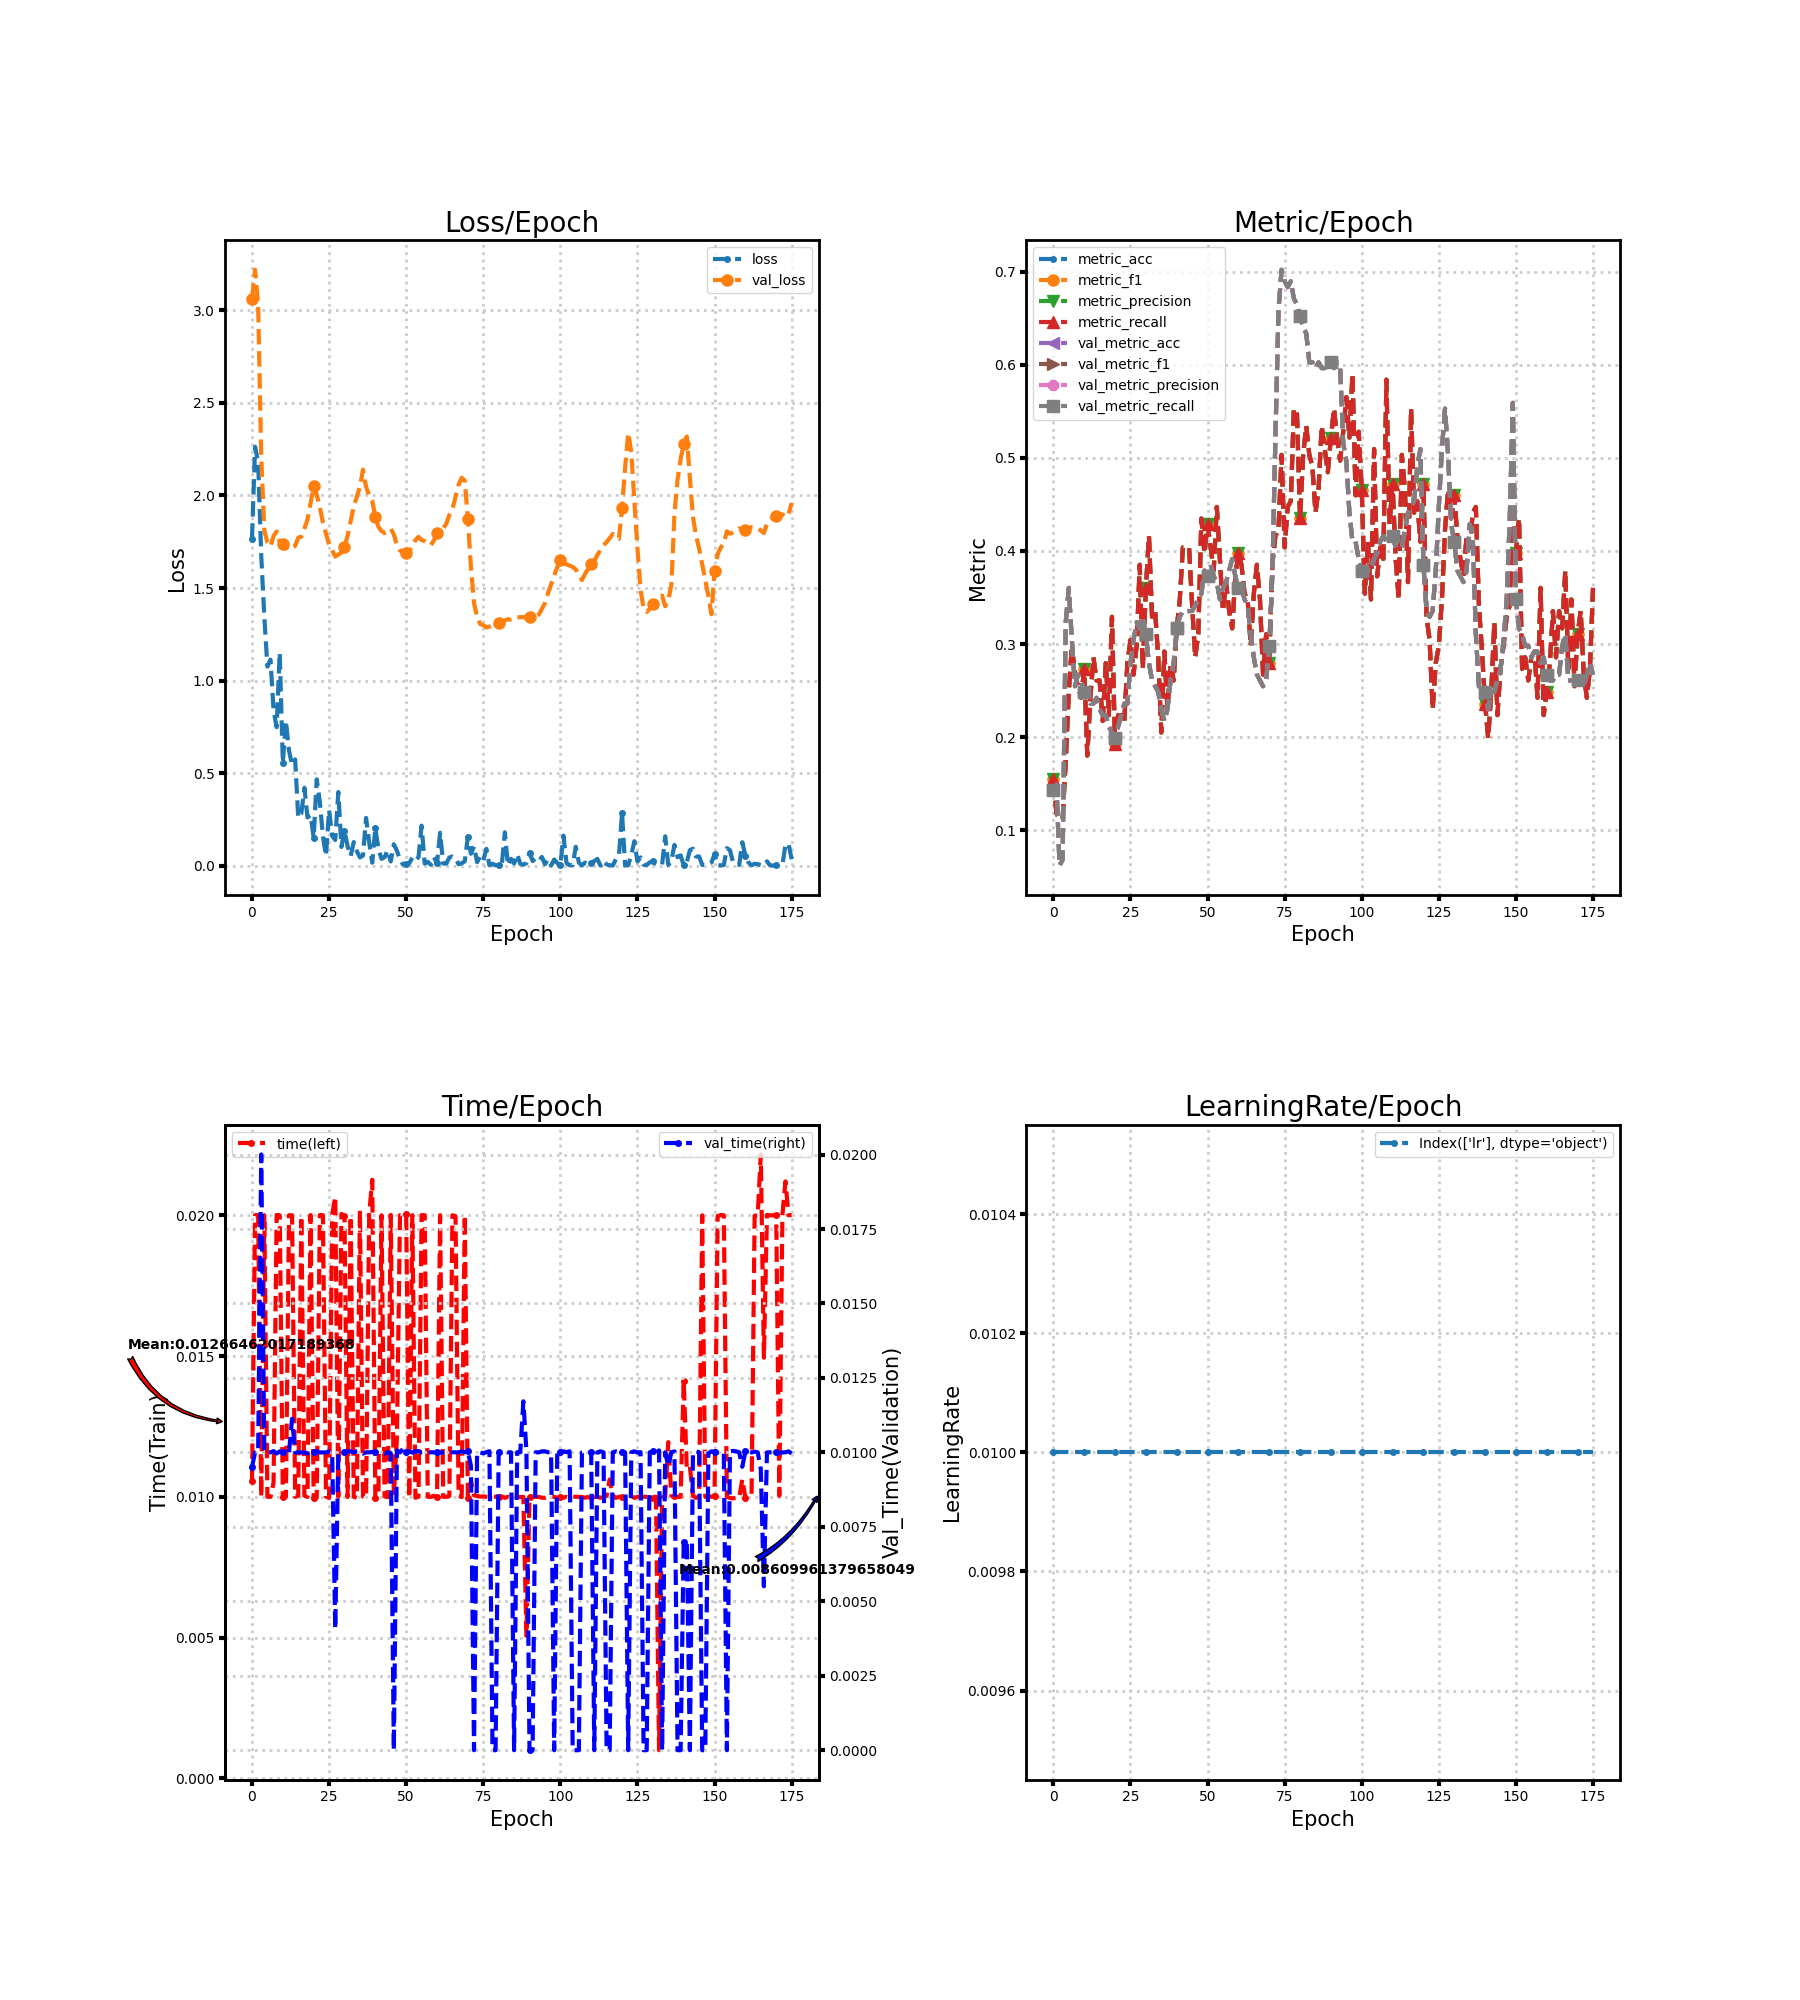 Loss/Epoch
loss
val_loss
3.0
2.5
2.0
1.5
1.0
0.5
0.0
Loss
0
25
50
75
100
125
150
175
Epoch
Metric/Epoch
metric_acc
metric_f1
metric_precision
metric_recall
val_metric_acc
val_metric_f1
val_metric_precision
val_metric_recall
0.7
0.6
0.5
0.4
0.3
0.2
0.1
Metric
0
25
50
75
100
125
150
175
Epoch
Time/Epoch
time(left)
val_time(right)
0.020
0.015
0.010
0.005
0.000
Time(Train)
Mean:0.01266462017189368
0.0200
0.0175
0.0150
0.0125
0.0100
0.0075
0.0050
0.0025
0.0000
Val_Time(Validation)
Mean:0.008609961379658049
0
25
50
75
100
125
150
175
Epoch
LearningRate/Epoch
Index(['lr'], dtype='object')
0.0104
0.0102
0.0100
0.0098
0.0096
LearningRate
0
25
50
75
100
125
150
175
Epoch